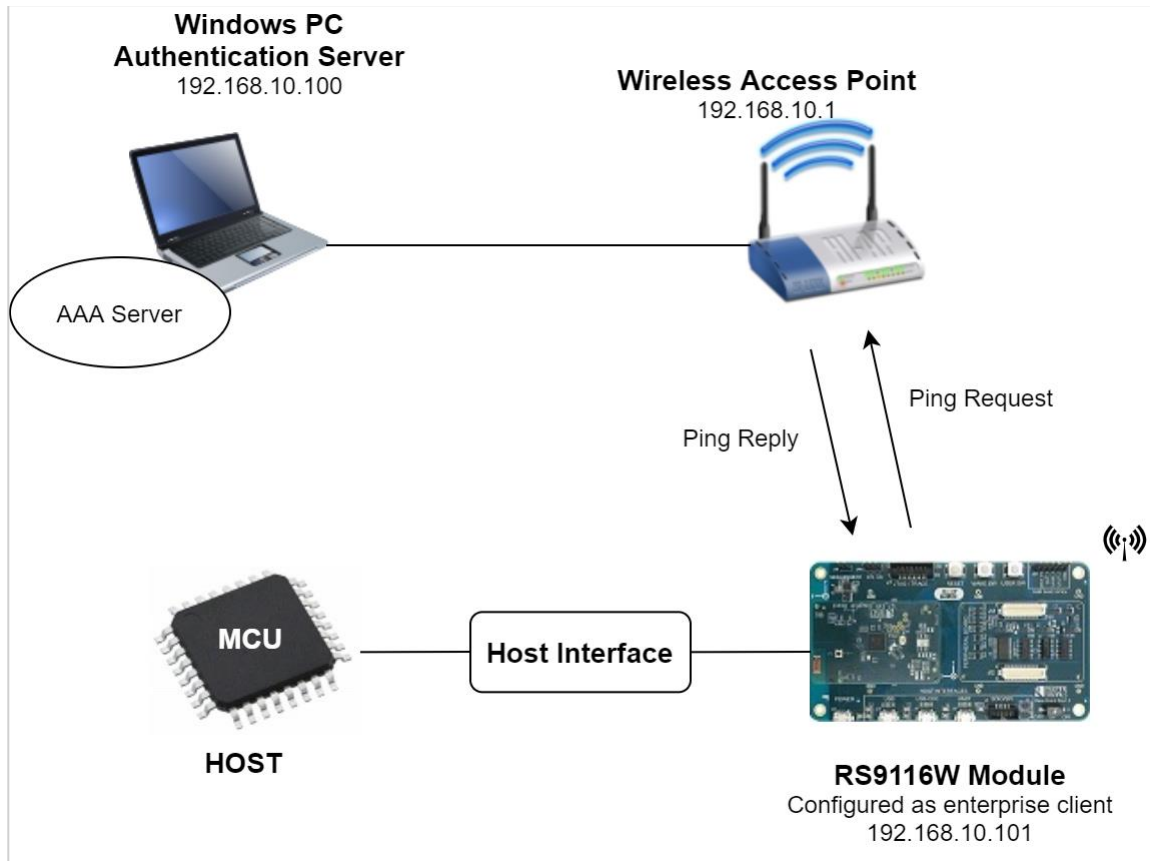 Windows PC
Authentication Server
192.168.10.100
Wireless Access Point
192.168.10.1
AAA Server
Ping Request
Ping Reply
MCU
Host Interface
HOST
RS9116W Module
Configured as enterprise client
192.168.10.101